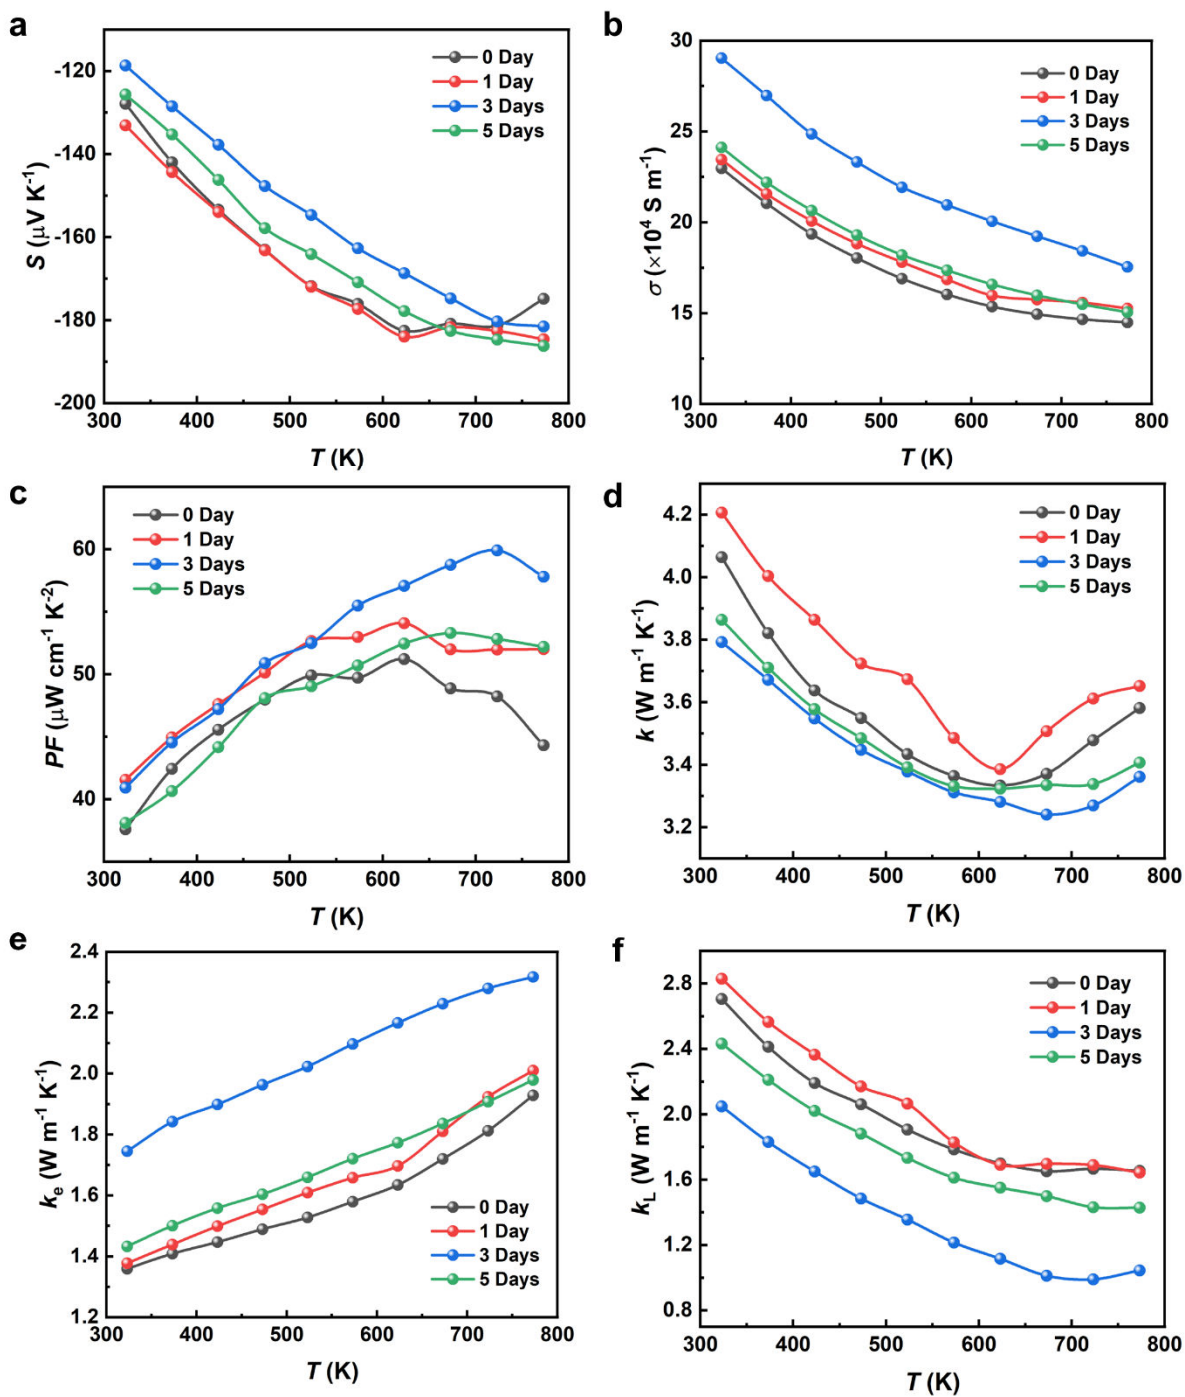 a
S (μV K⁻¹)
-120
-140
-160
-180
-200
0 Day
1 Day
3 Days
5 Days
300 400 500 600 700 800
T (K)
b
σ (×10⁴ S m⁻¹)
30
25
20
15
10
0 Day
1 Day
3 Days
5 Days
300 400 500 600 700 800
T (K)
c
PF (μW cm⁻¹ K⁻²)
60
50
40
0 Day
1 Day
3 Days
5 Days
300 400 500 600 700 800
T (K)
d
k (W m⁻¹ K⁻¹)
4.2
4.0
3.8
3.6
3.4
3.2
0 Day
1 Day
3 Days
5 Days
300 400 500 600 700 800
T (K)
e
kₑ (W m⁻¹ K⁻¹)
2.4
2.2
2.0
1.8
1.6
1.4
1.2
0 Day
1 Day
3 Days
5 Days
300 400 500 600 700 800
T (K)
f
k_L (W m⁻¹ K⁻¹)
2.8
2.4
2.0
1.6
1.2
0.8
0 Day
1 Day
3 Days
5 Days
300 400 500 600 700 800
T (K)